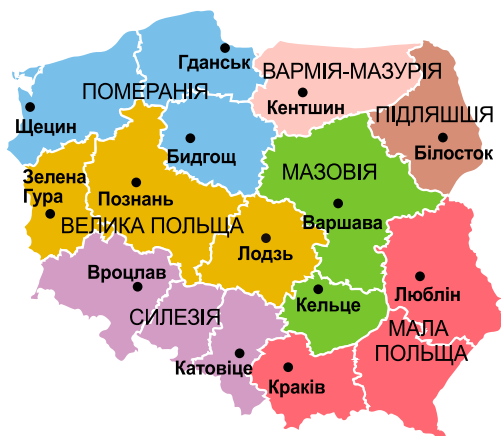 Гданськ
ВАРМІЯ-МАЗУРІЯ
ПОМЕРАНІЯ
Кентшин
ПІДЛЯШШЯ
Щецин
Бидгощ
Білосток
МАЗОВІЯ
Зелена
Гура
Познань
Варшава
ВЕЛИКА ПОЛЬЩА
Лодзь
Вроцлав
Люблін
Кельце
СИЛЕЗІЯ
МАЛА
ПОЛЬЩА
Катовіце
Краків